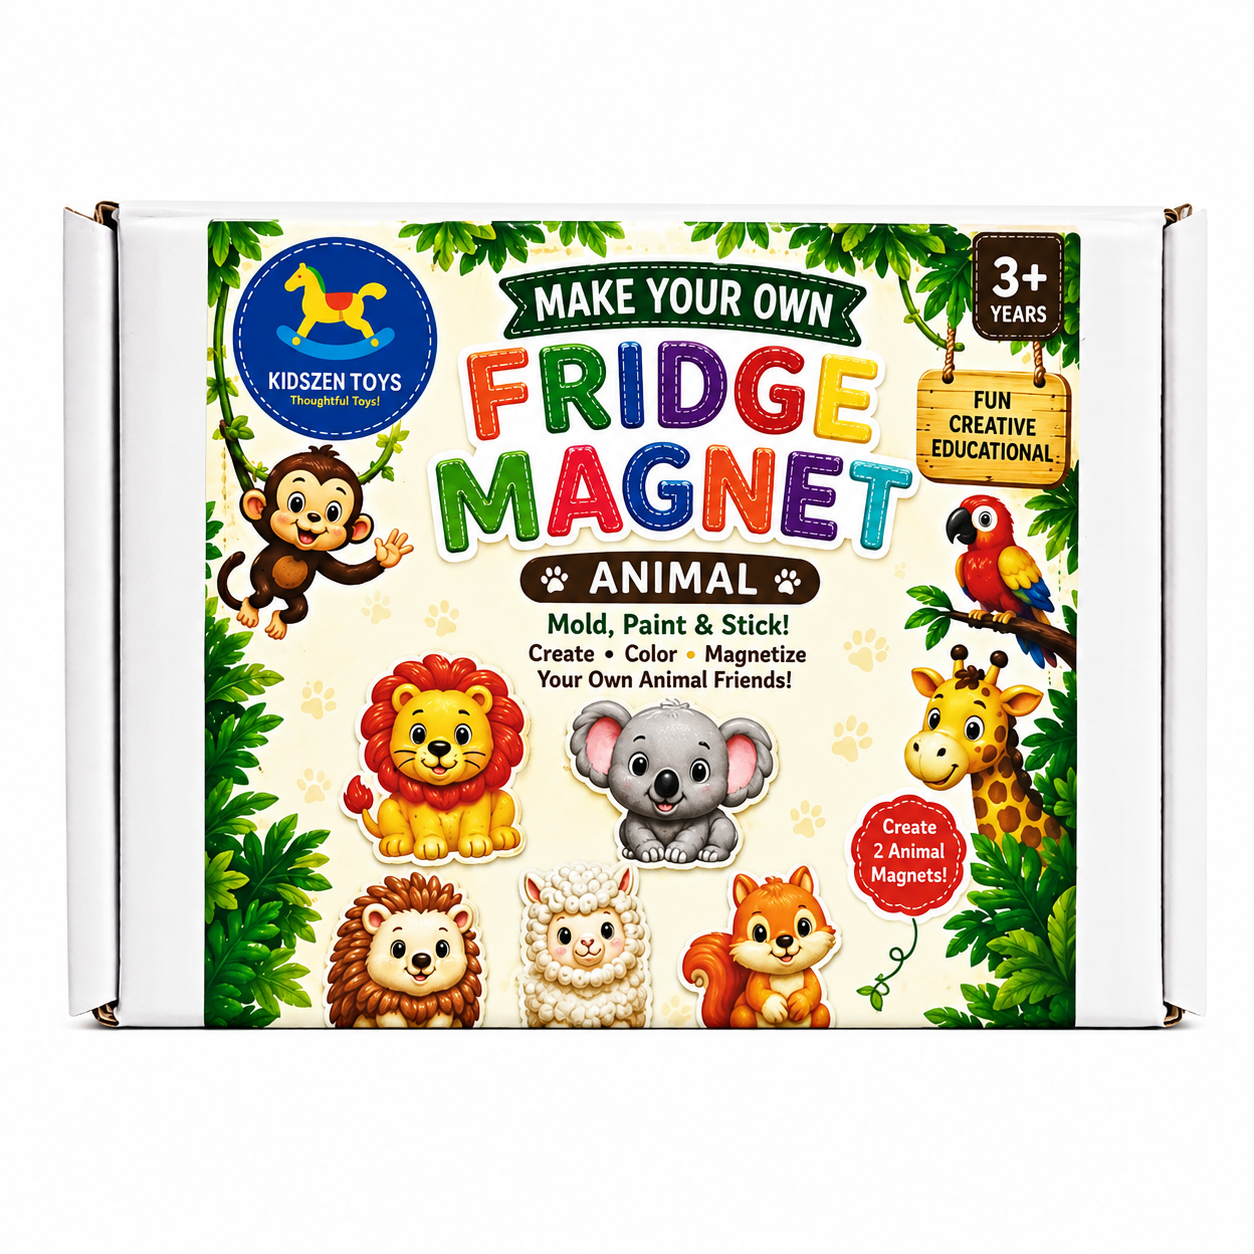 KIDSZEN TOYS
Thoughtful Toys!
MAKE YOUR OWN
FRIDGE
MAGNET
ANIMAL
Mold, Paint & Stick!
Create • Color • Magnetize
Your Own Animal Friends!
3+
YEARS
FUN
CREATIVE
EDUCATIONAL
Create
2 Animal
Magnets!